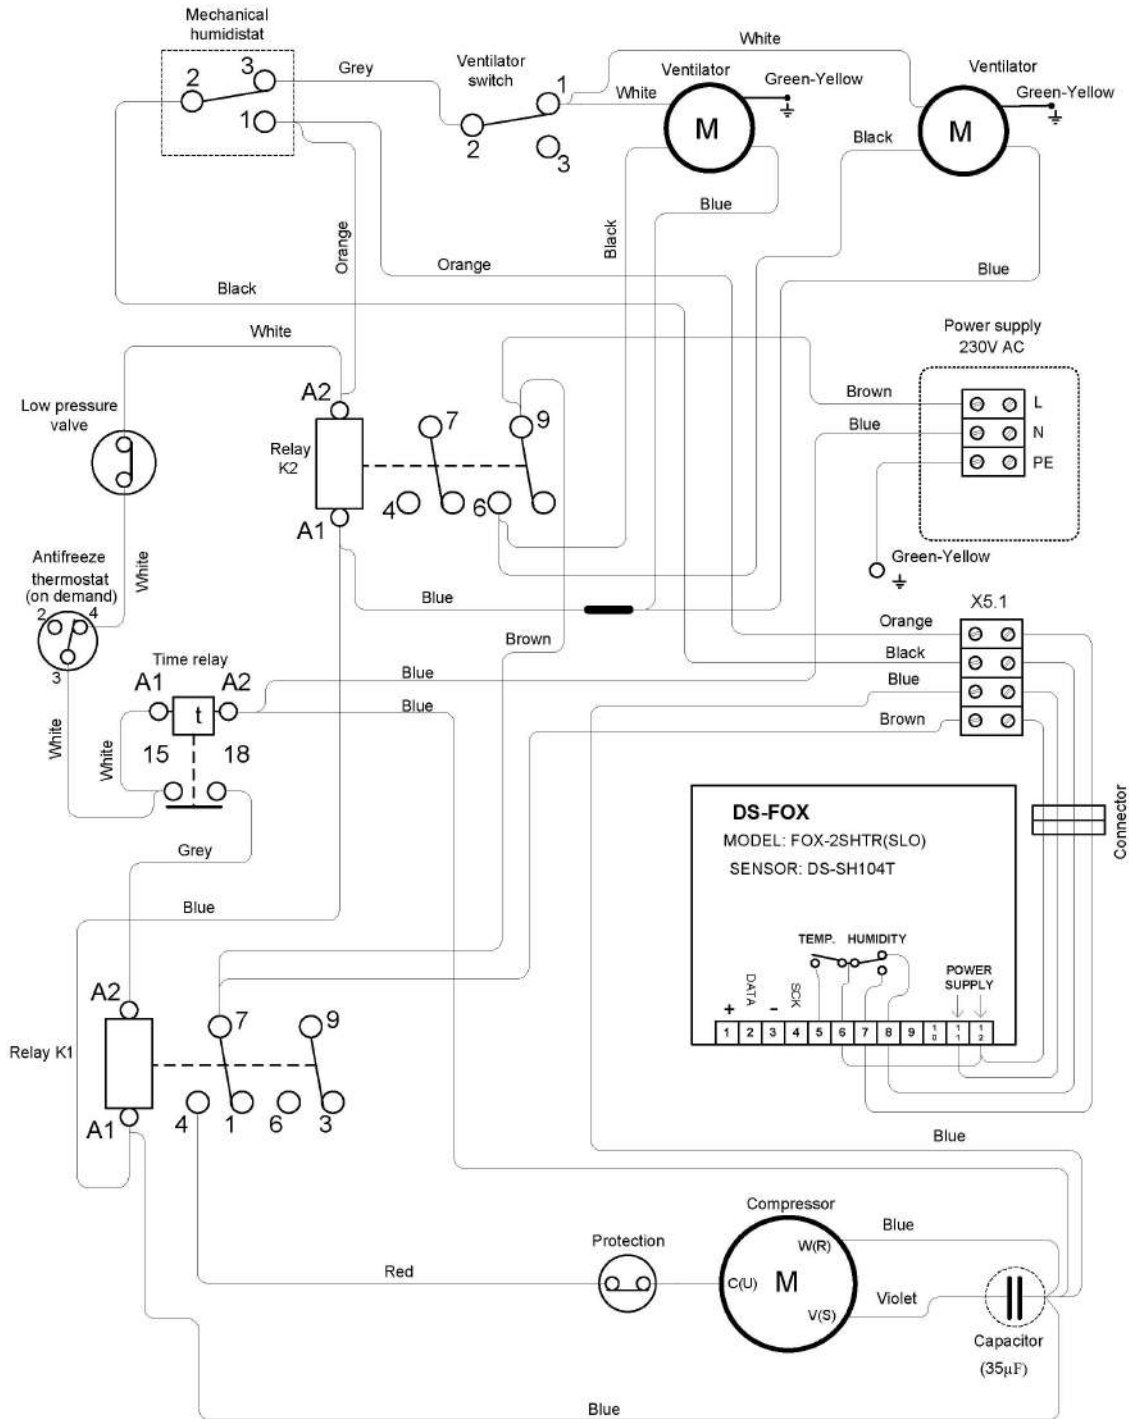 Mechanical
humidistat
White
3
Grey
Ventilator
switch
2
1
1
2
3
White
Ventilator
Green-Yellow
M
Ventilator
Green-Yellow
M
Black
Blue
Black
Orange
Orange
Black
Blue
White
Power supply
230V AC
Low pressure
valve
A2
Relay
K2
7
9
4
6
A1
Brown
L
Blue
N
PE
Green-Yellow
Antifreeze
thermostat
(on demand)
2
4
3
White
Blue
Brown
X5.1
Orange
Black
Blue
Brown
Time relay
A1
A2
t
Blue
Blue
15
18
White
White
Grey
Blue
Connector
DS-FOX
MODEL: FOX-2SHTR(SLO)
SENSOR: DS-SH104T
TEMP. HUMIDITY
POWER
SUPPLY
+
DATA
-
SCK
1 2 3 4 5 6 7 8 9 10 11 12
A2
Relay K1
7
9
4
1
6
3
A1
Blue
Compressor
Protection
W(R)
Blue
Red
C(U)
M
V(S)
Violet
Capacitor
(35µF)
Blue